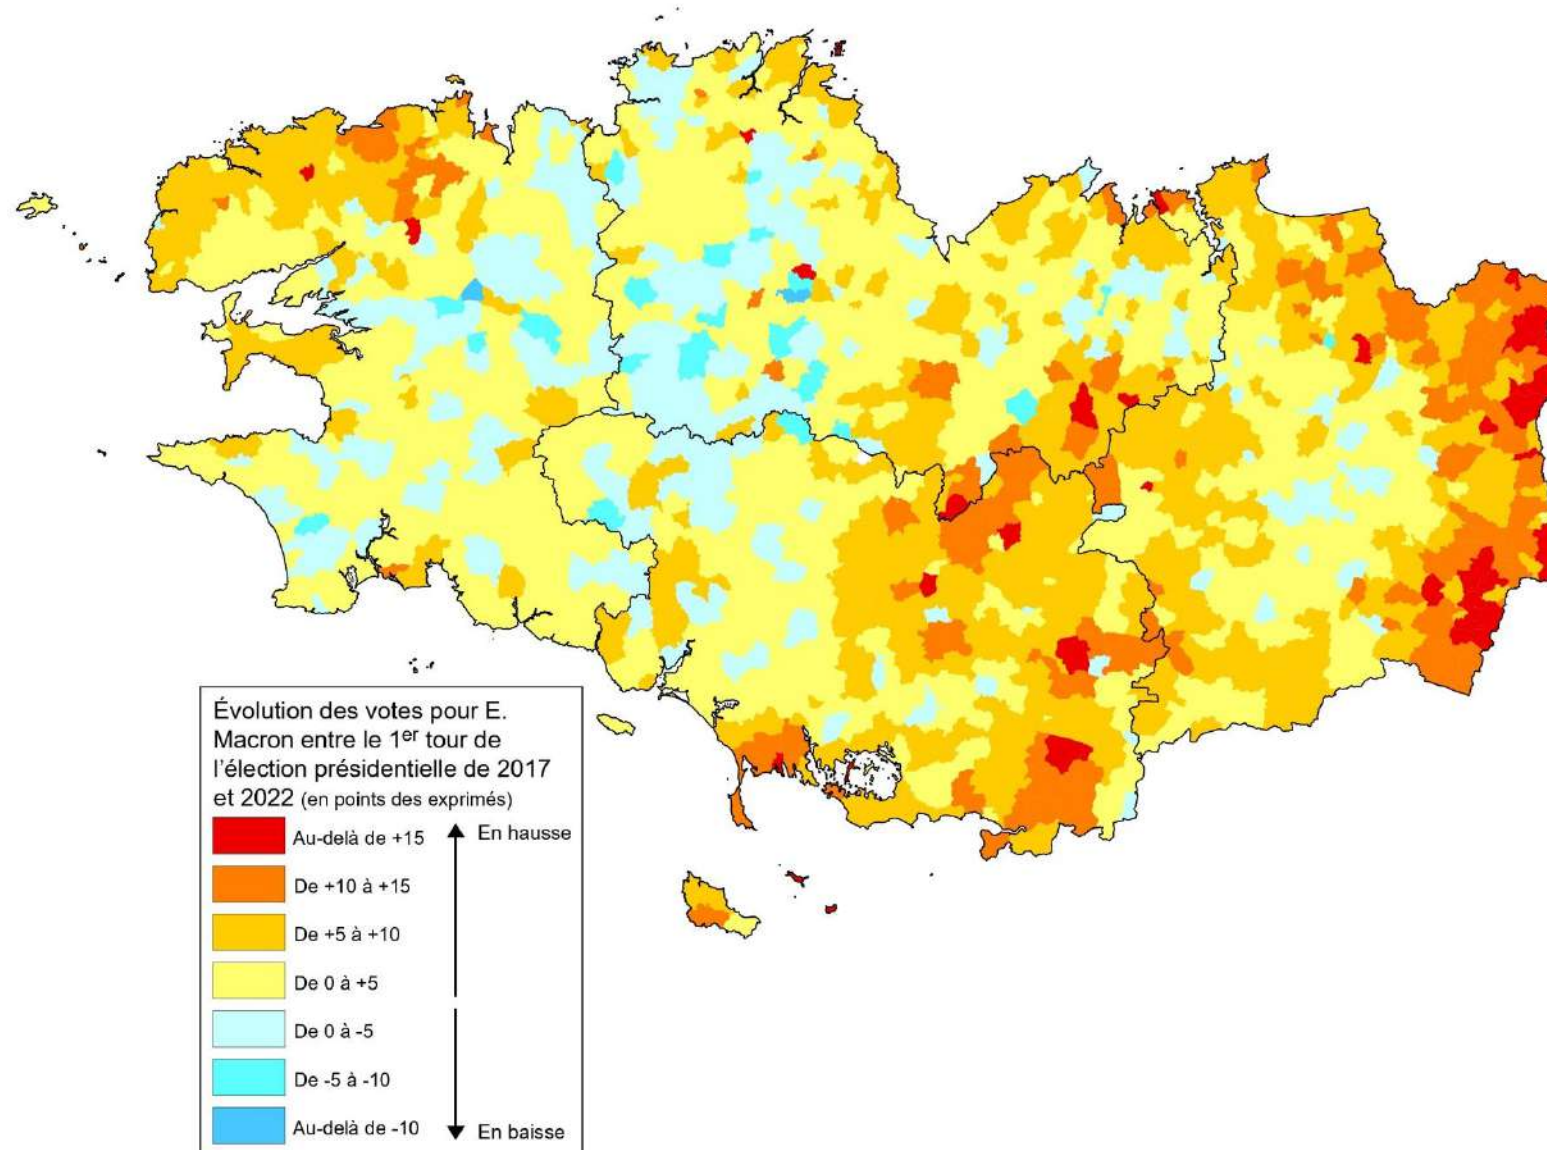 Évolution des votes pour E.
Macron entre le 1er tour de
l'élection présidentielle de 2017
et 2022 (en points des exprimés)
Au-delà de +15
En hausse
De +10 à +15
De +5 à +10
De 0 à +5
De 0 à -5
De -5 à -10
Au-delà de -10
En baisse